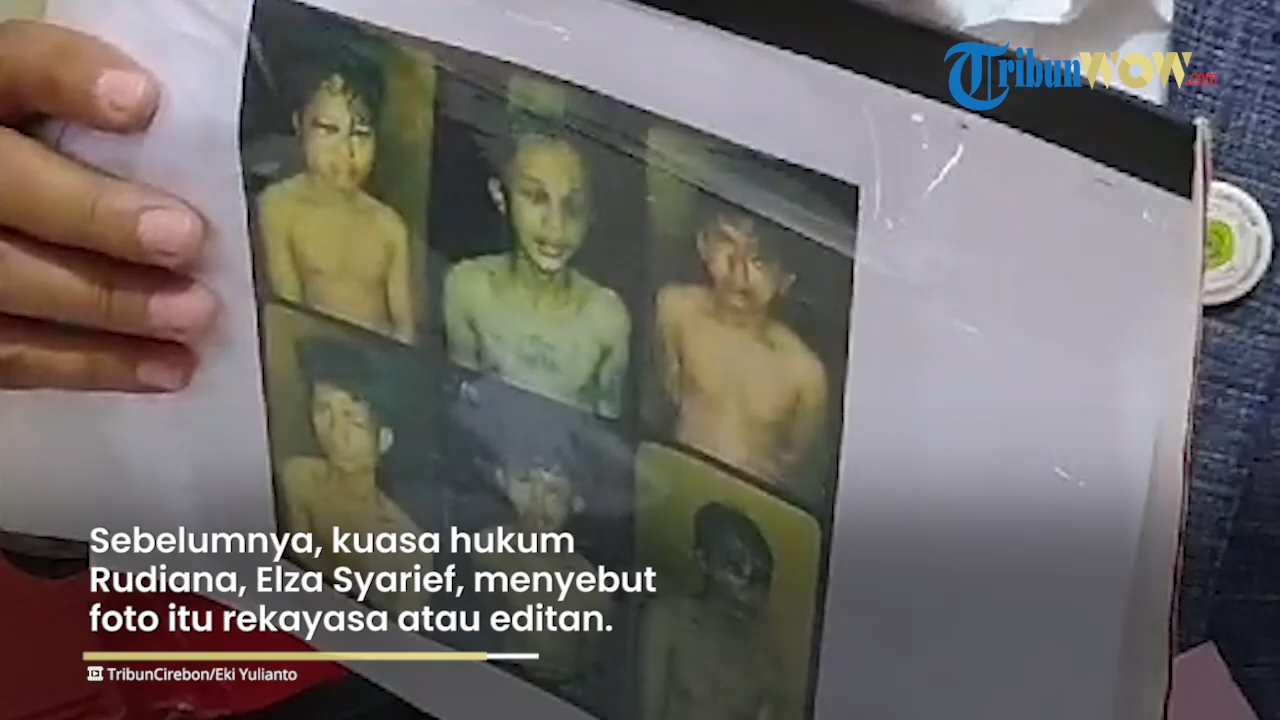 TribunWOW.com
Sebelumnya, kuasa hukum
Rudiana, Elza Syarief, menyebut
foto itu rekayasa atau editan.
TribunCirebon/Eki Yulianto